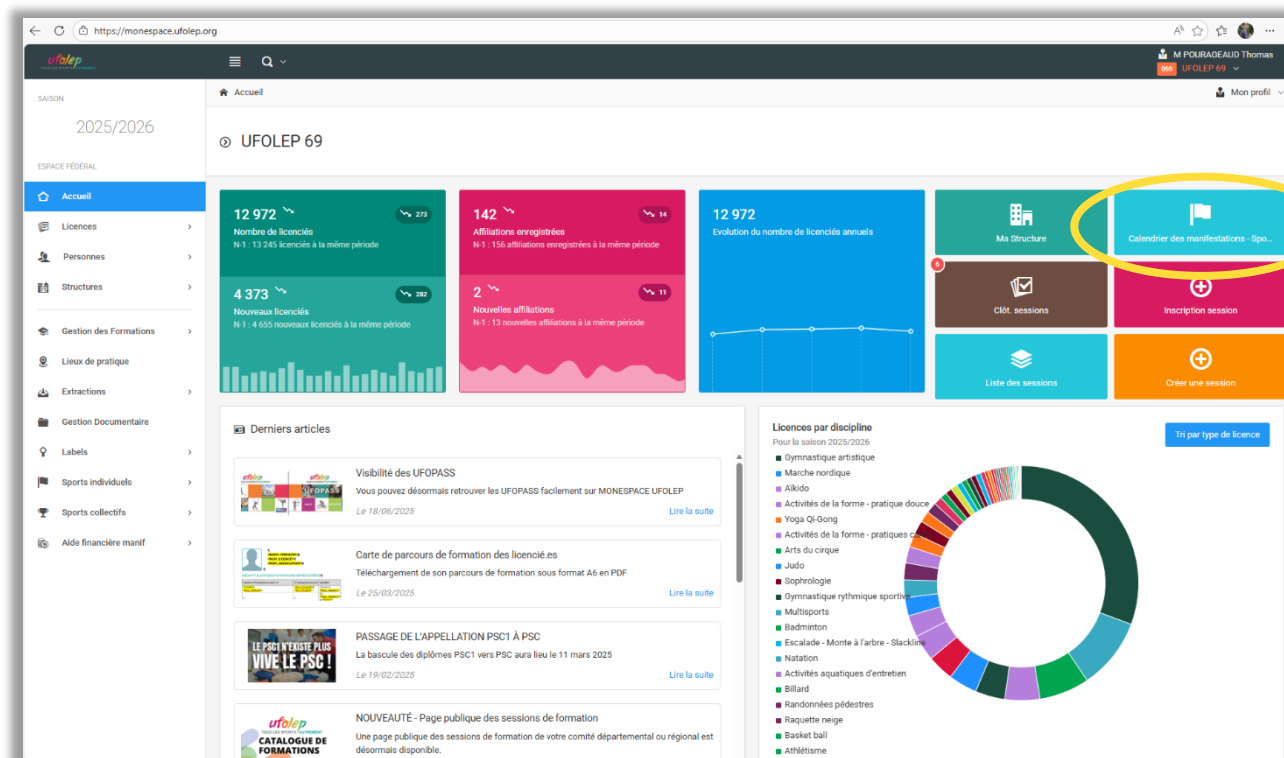 https://monespace.ufolep.org
ufolep
M POURAGEAUD Thomas
069 UFOLEP 69
SAISON
2025/2026
Accueil
Mon profil
UFOLEP 69
ESPACE FÉDÉRAL
Accueil
Licences
Personnes
Structures
Gestion des Formations
Lieux de pratique
Extractions
Gestion Documentaire
Labels
Sports individuels
Sports collectifs
Aide financière manif
12 972
273
Nombre de licenciés
N-1 : 13 245 licenciés à la même période
4 373
282
Nouveaux licenciés
N-1 : 4 655 nouveaux licenciés à la même période
142
14
Affiliations enregistrées
N-1 : 156 affiliations enregistrées à la même période
2
11
Nouvelles affiliations
N-1 : 13 nouvelles affiliations à la même période
12 972
Evolution du nombre de licenciés annuels
Ma Structure
Calendrier des manifestations - Spo...
6
Clôt. sessions
Inscription session
Liste des sessions
Créer une session
Derniers articles
ufolep
UFOPASS
Visibilité des UFOPASS
Vous pouvez désormais retrouver les UFOPASS facilement sur MONESPACE UFOLEP
Le 18/06/2025
Lire la suite
Carte de parcours de formation des licencié.es
Téléchargement de son parcours de formation sous format A6 en PDF
Le 25/03/2025
Lire la suite
LE PSC1 N'EXISTE PLUS
VIVE LE PSC !
PASSAGE DE L'APPELLATION PSC1 À PSC
La bascule des diplômes PSC1 vers PSC aura lieu le 11 mars 2025
Le 19/02/2025
Lire la suite
ufolep
TOUS LES SPORTS AUTREMENT
CATALOGUE DE
FORMATIONS
NOUVEAUTÉ - Page publique des sessions de formation
Une page publique des sessions de formation de votre comité départemental ou régional est
désormais disponible.
Licences par discipline
Pour la saison 2025/2026
Tri par type de licence
Gymnastique artistique
Marche nordique
Aïkido
Activités de la forme - pratique douce
Yoga Qi-Gong
Activités de la forme - pratiques c
Arts du cirque
Judo
Sophrologie
Gymnastique rythmique sportive
Multisports
Badminton
Escalade - Monte à l'arbre - Slackline
Natation
Activités aquatiques d'entretien
Billard
Randonnées pédestres
Raquette neige
Basket ball
Athlétisme